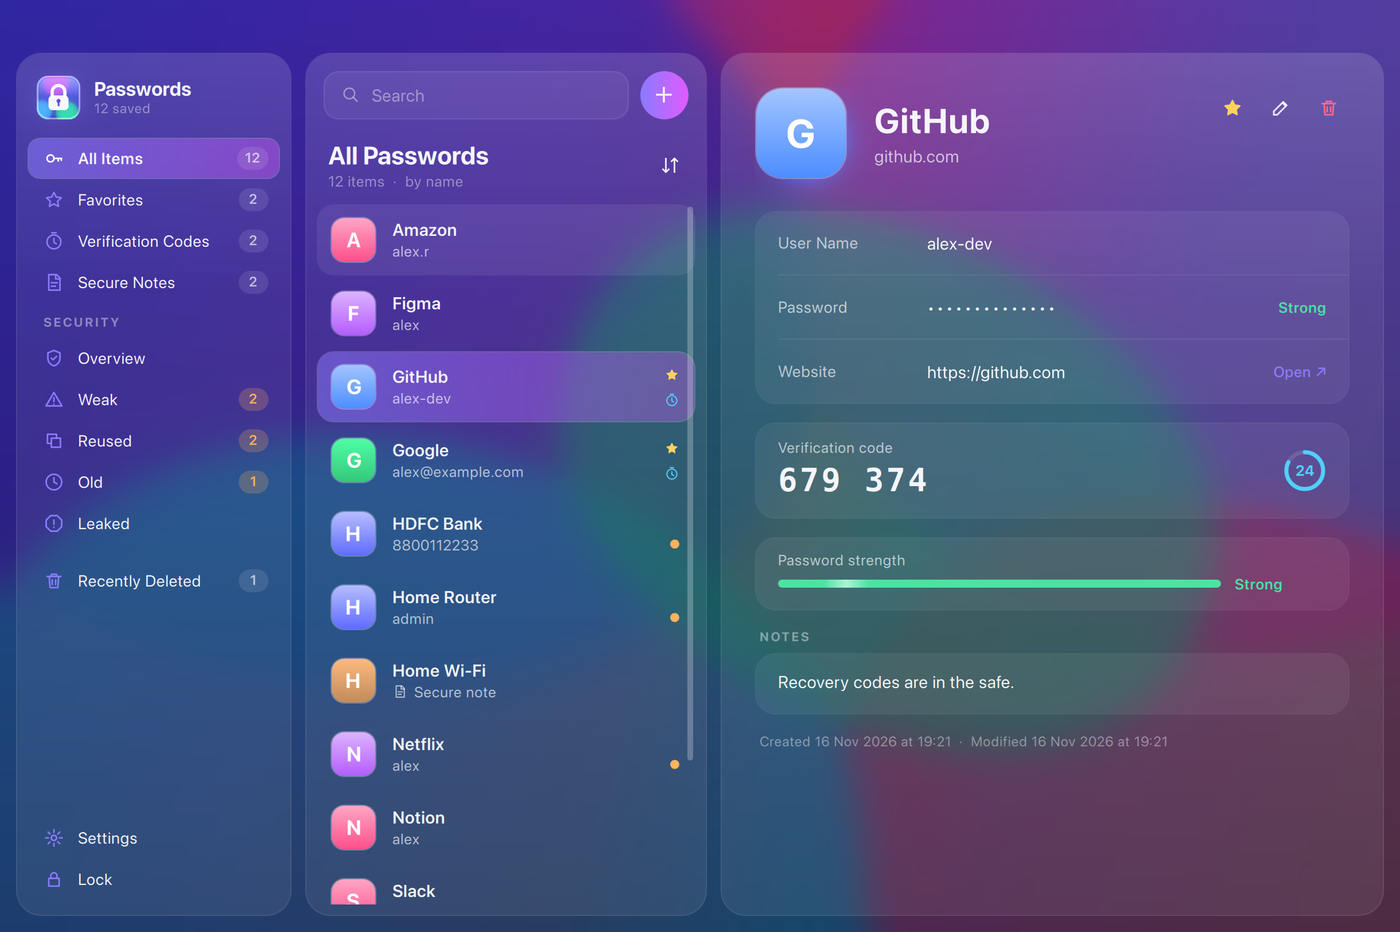 Passwords
12 saved
All Items 12
Favorites 2
Verification Codes 2
Secure Notes 2
SECURITY
Overview
Weak 2
Reused 2
Old 1
Leaked
Recently Deleted 1
Settings
Lock
Search
All Passwords
12 items · by name
A
Amazon
alex.r
F
Figma
alex
G
GitHub
alex-dev
G
Google
alex@example.com
H
HDFC Bank
8800112233
H
Home Router
admin
H
Home Wi-Fi
Secure note
N
Netflix
alex
N
Notion
alex
S
Slack
G
GitHub
github.com
User Name alex-dev
Password •••••••••••••• Strong
Website https://github.com Open ↗
Verification code
679 374
24
Password strength
Strong
NOTES
Recovery codes are in the safe.
Created 16 Nov 2026 at 19:21 · Modified 16 Nov 2026 at 19:21